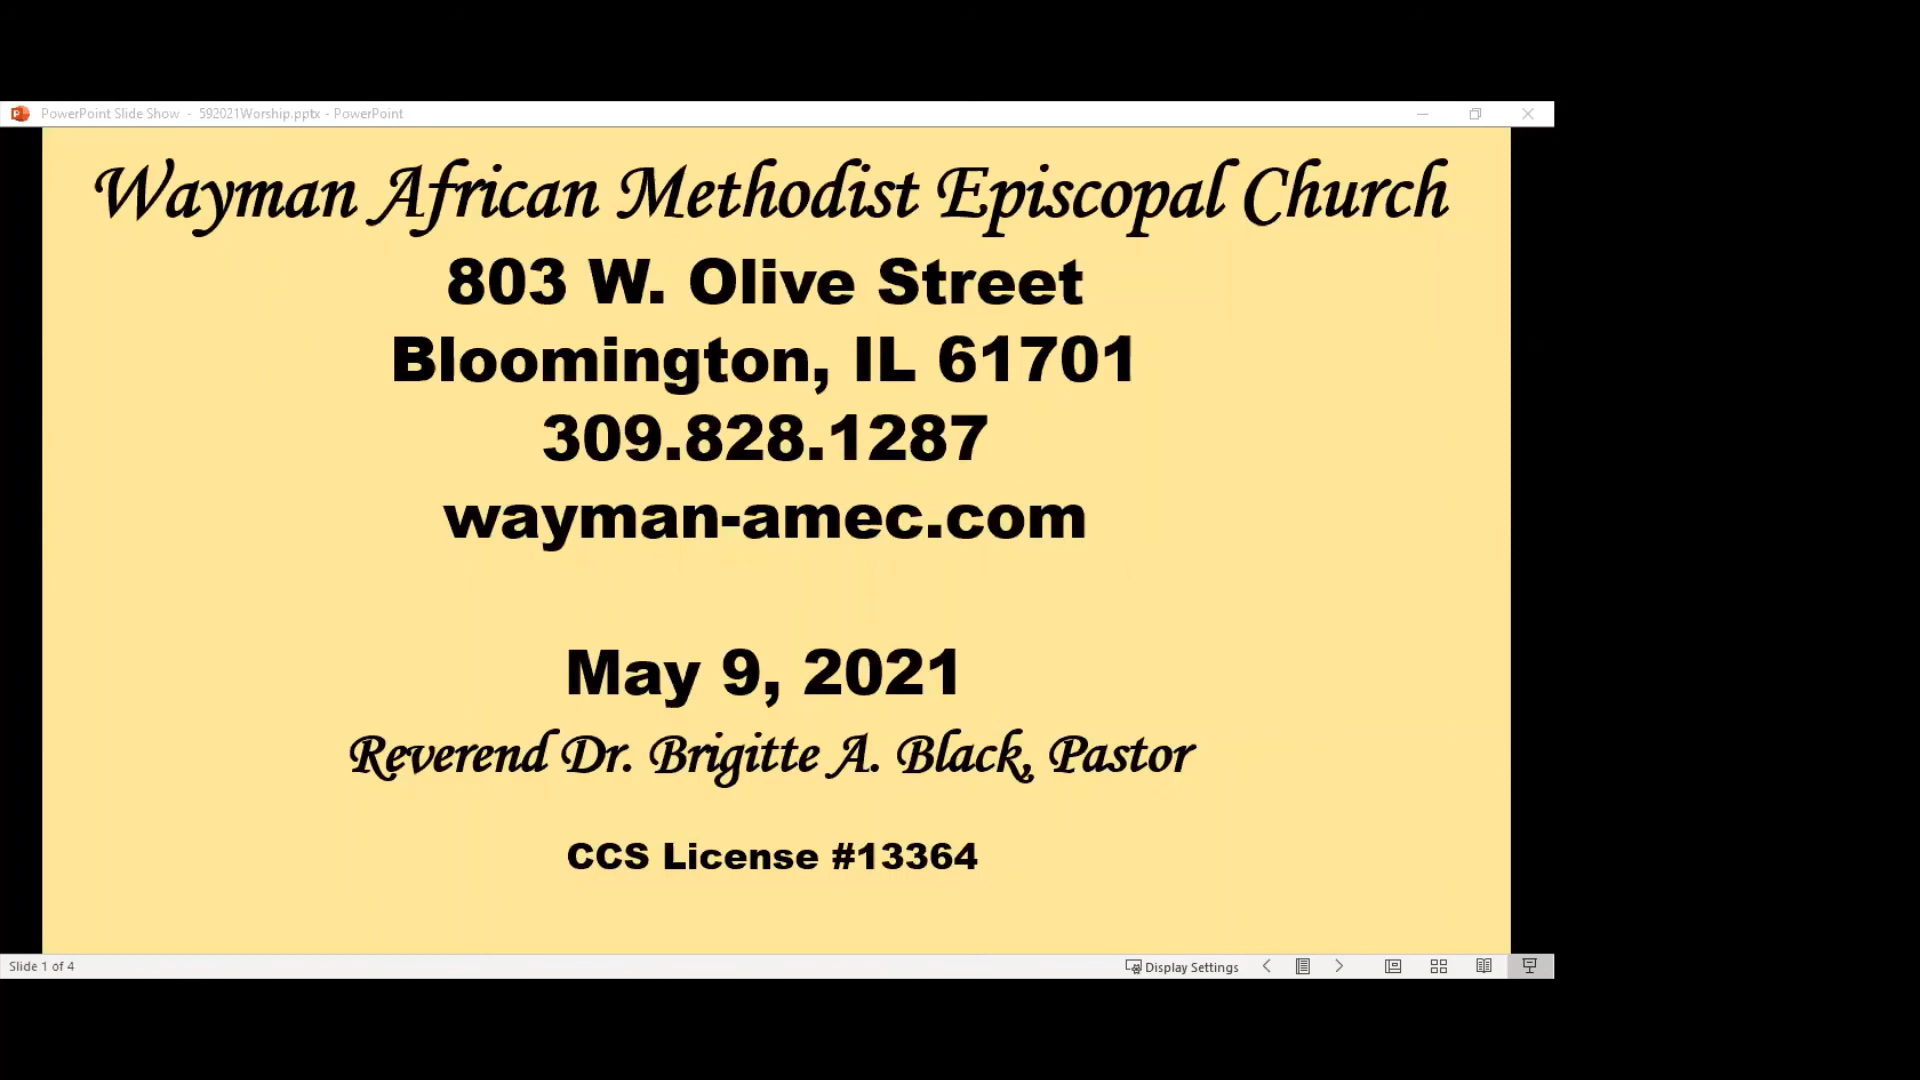 PowerPoint Slide Show - 592021Worship.pptx - PowerPoint
Wayman African Methodist Episcopal Church
803 W. Olive Street
Bloomington, IL 61701
309.828.1287
wayman-amec.com
May 9, 2021
Reverend Dr. Brigitte A. Black, Pastor
CCS License #13364
Slide 1 of 4
Display Settings